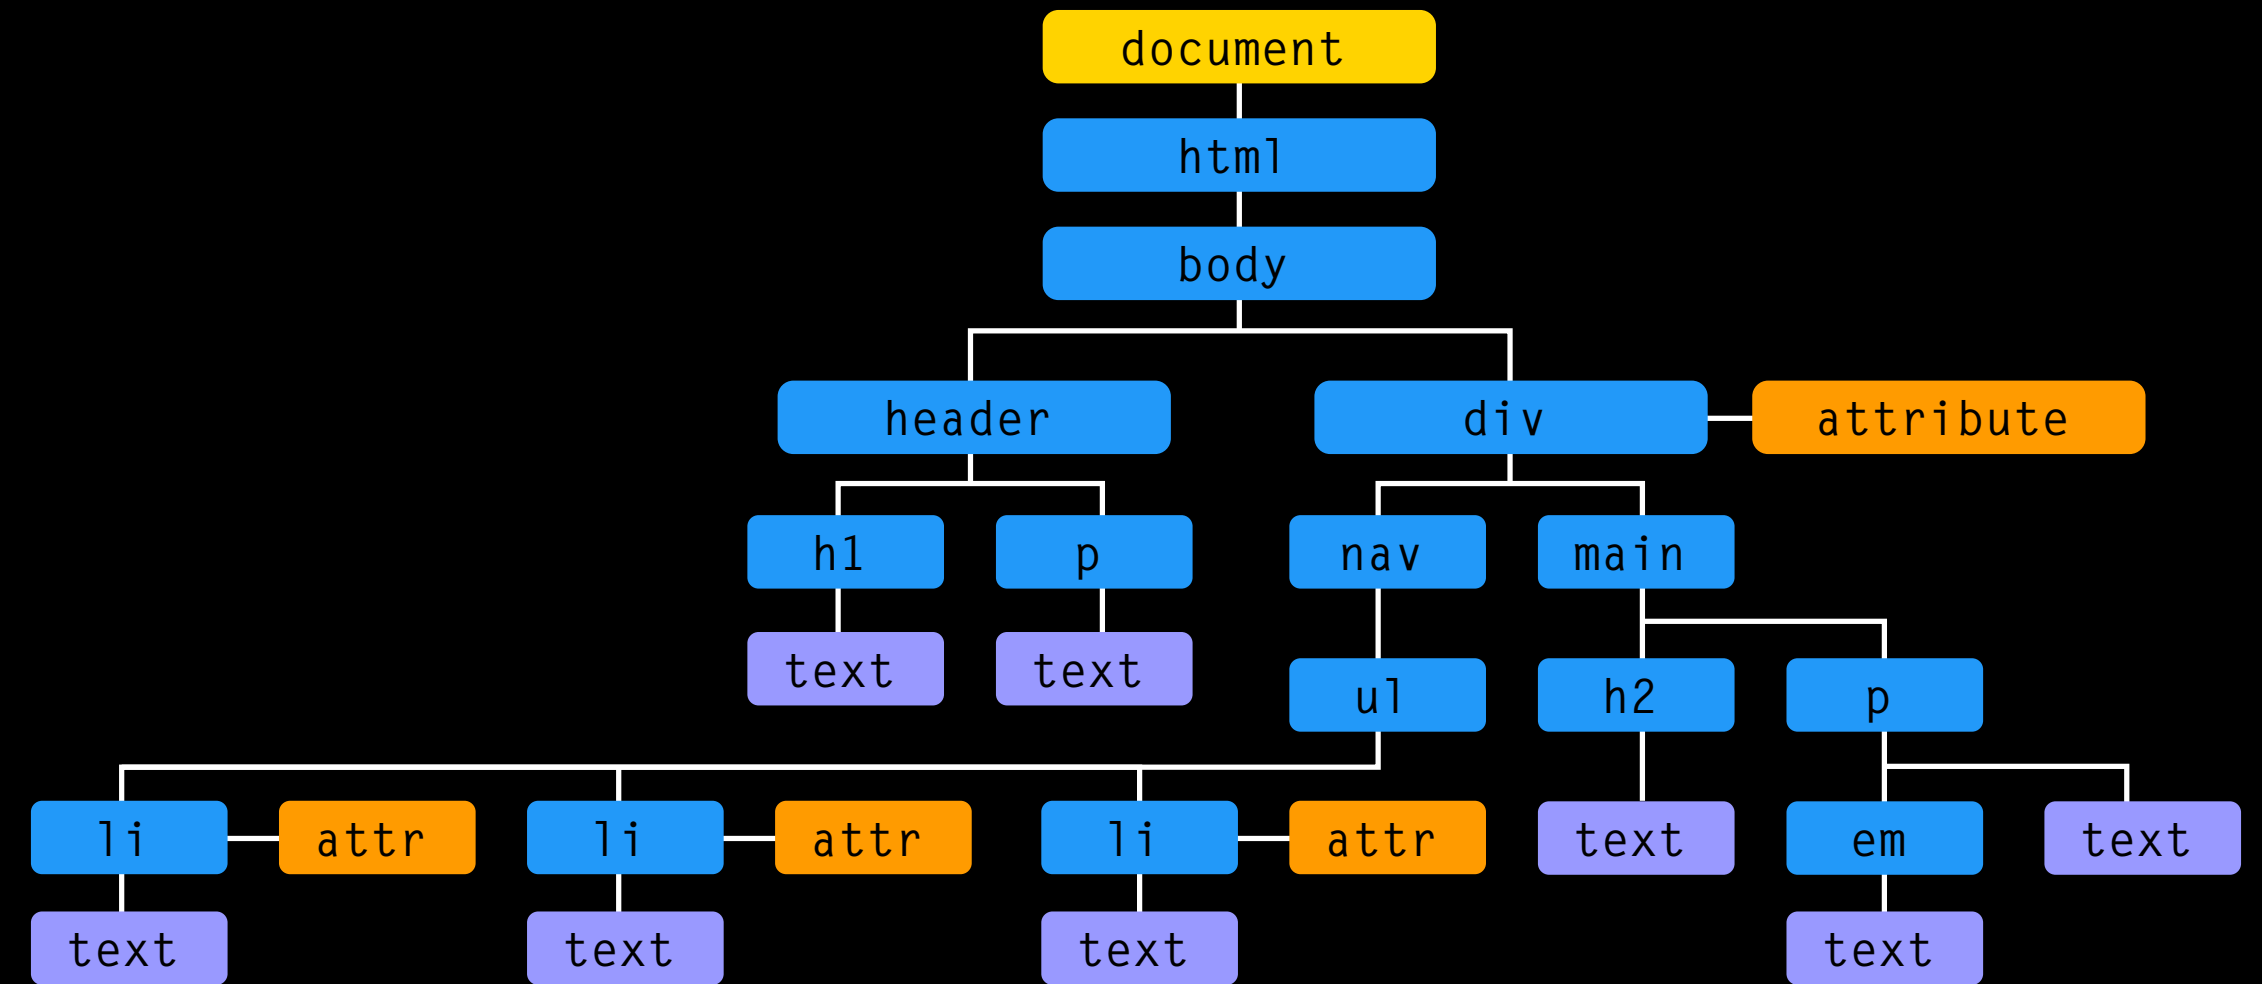 document
html
body
header
div
attribute
h1
p
nav
main
text
text
ul
h2
p
li
attr
li
attr
li
attr
text
em
text
text
text
text
text